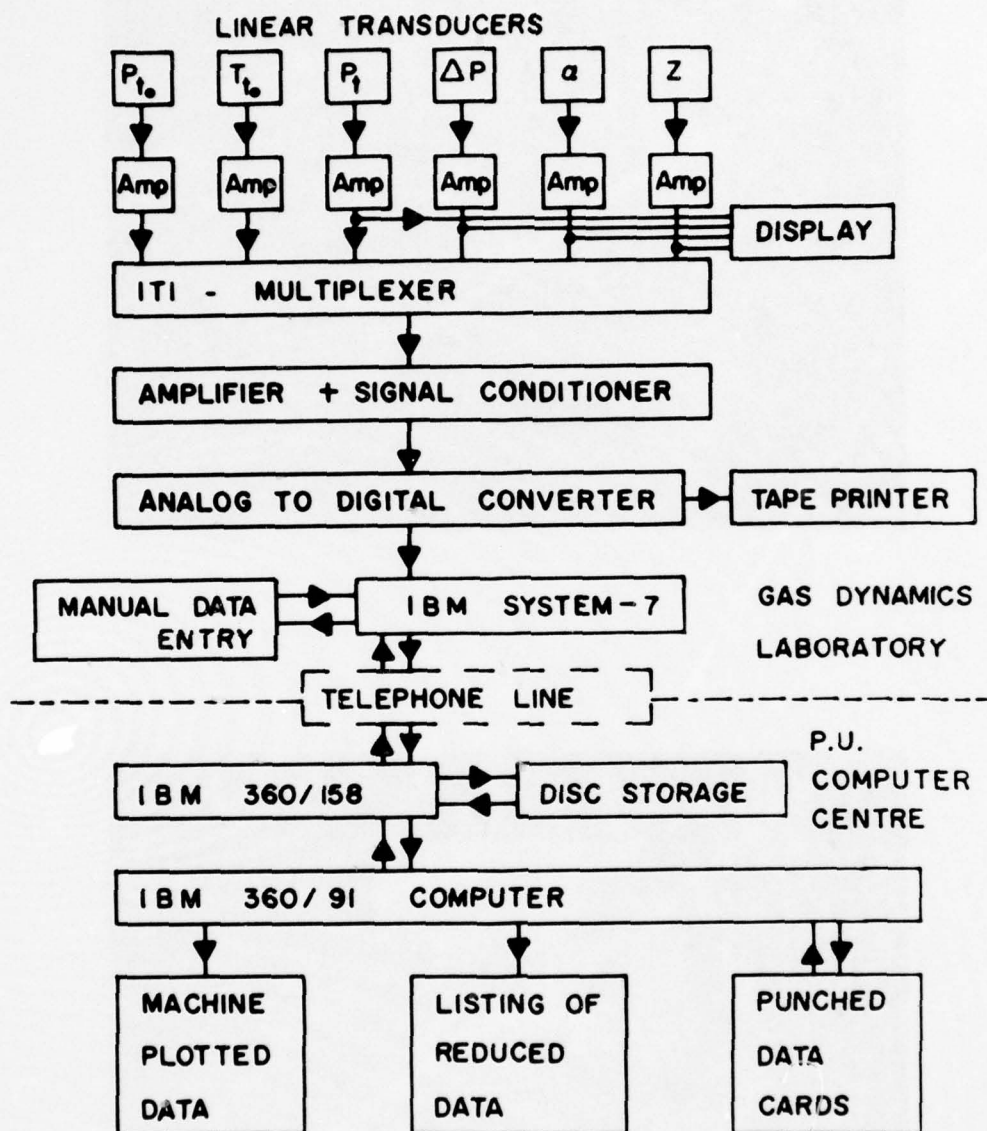 LINEAR TRANSDUCERS
Pto Tto Pt ΔP α Z
Amp Amp Amp Amp Amp Amp
DISPLAY
ITI - MULTIPLEXER
AMPLIFIER + SIGNAL CONDITIONER
ANALOG TO DIGITAL CONVERTER
TAPE PRINTER
MANUAL DATA
ENTRY
IBM SYSTEM-7
GAS DYNAMICS
LABORATORY
TELEPHONE LINE
P.U.
COMPUTER
CENTRE
IBM 360/158
DISC STORAGE
IBM 360/91 COMPUTER
MACHINE
PLOTTED
DATA
LISTING OF
REDUCED
DATA
PUNCHED
DATA
CARDS